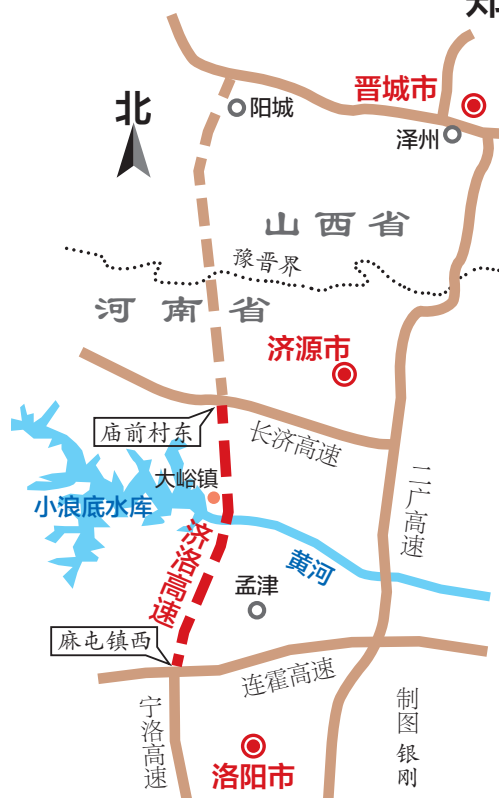 晋城市
北
阳城
泽州
山西省
豫晋界
河南省
济源市
庙前村东
长济高速
大峪镇
二广高速
小浪底水库
济洛高速
黄河
孟津
麻屯镇西
连霍高速
宁洛高速
制图 银刚
洛阳市